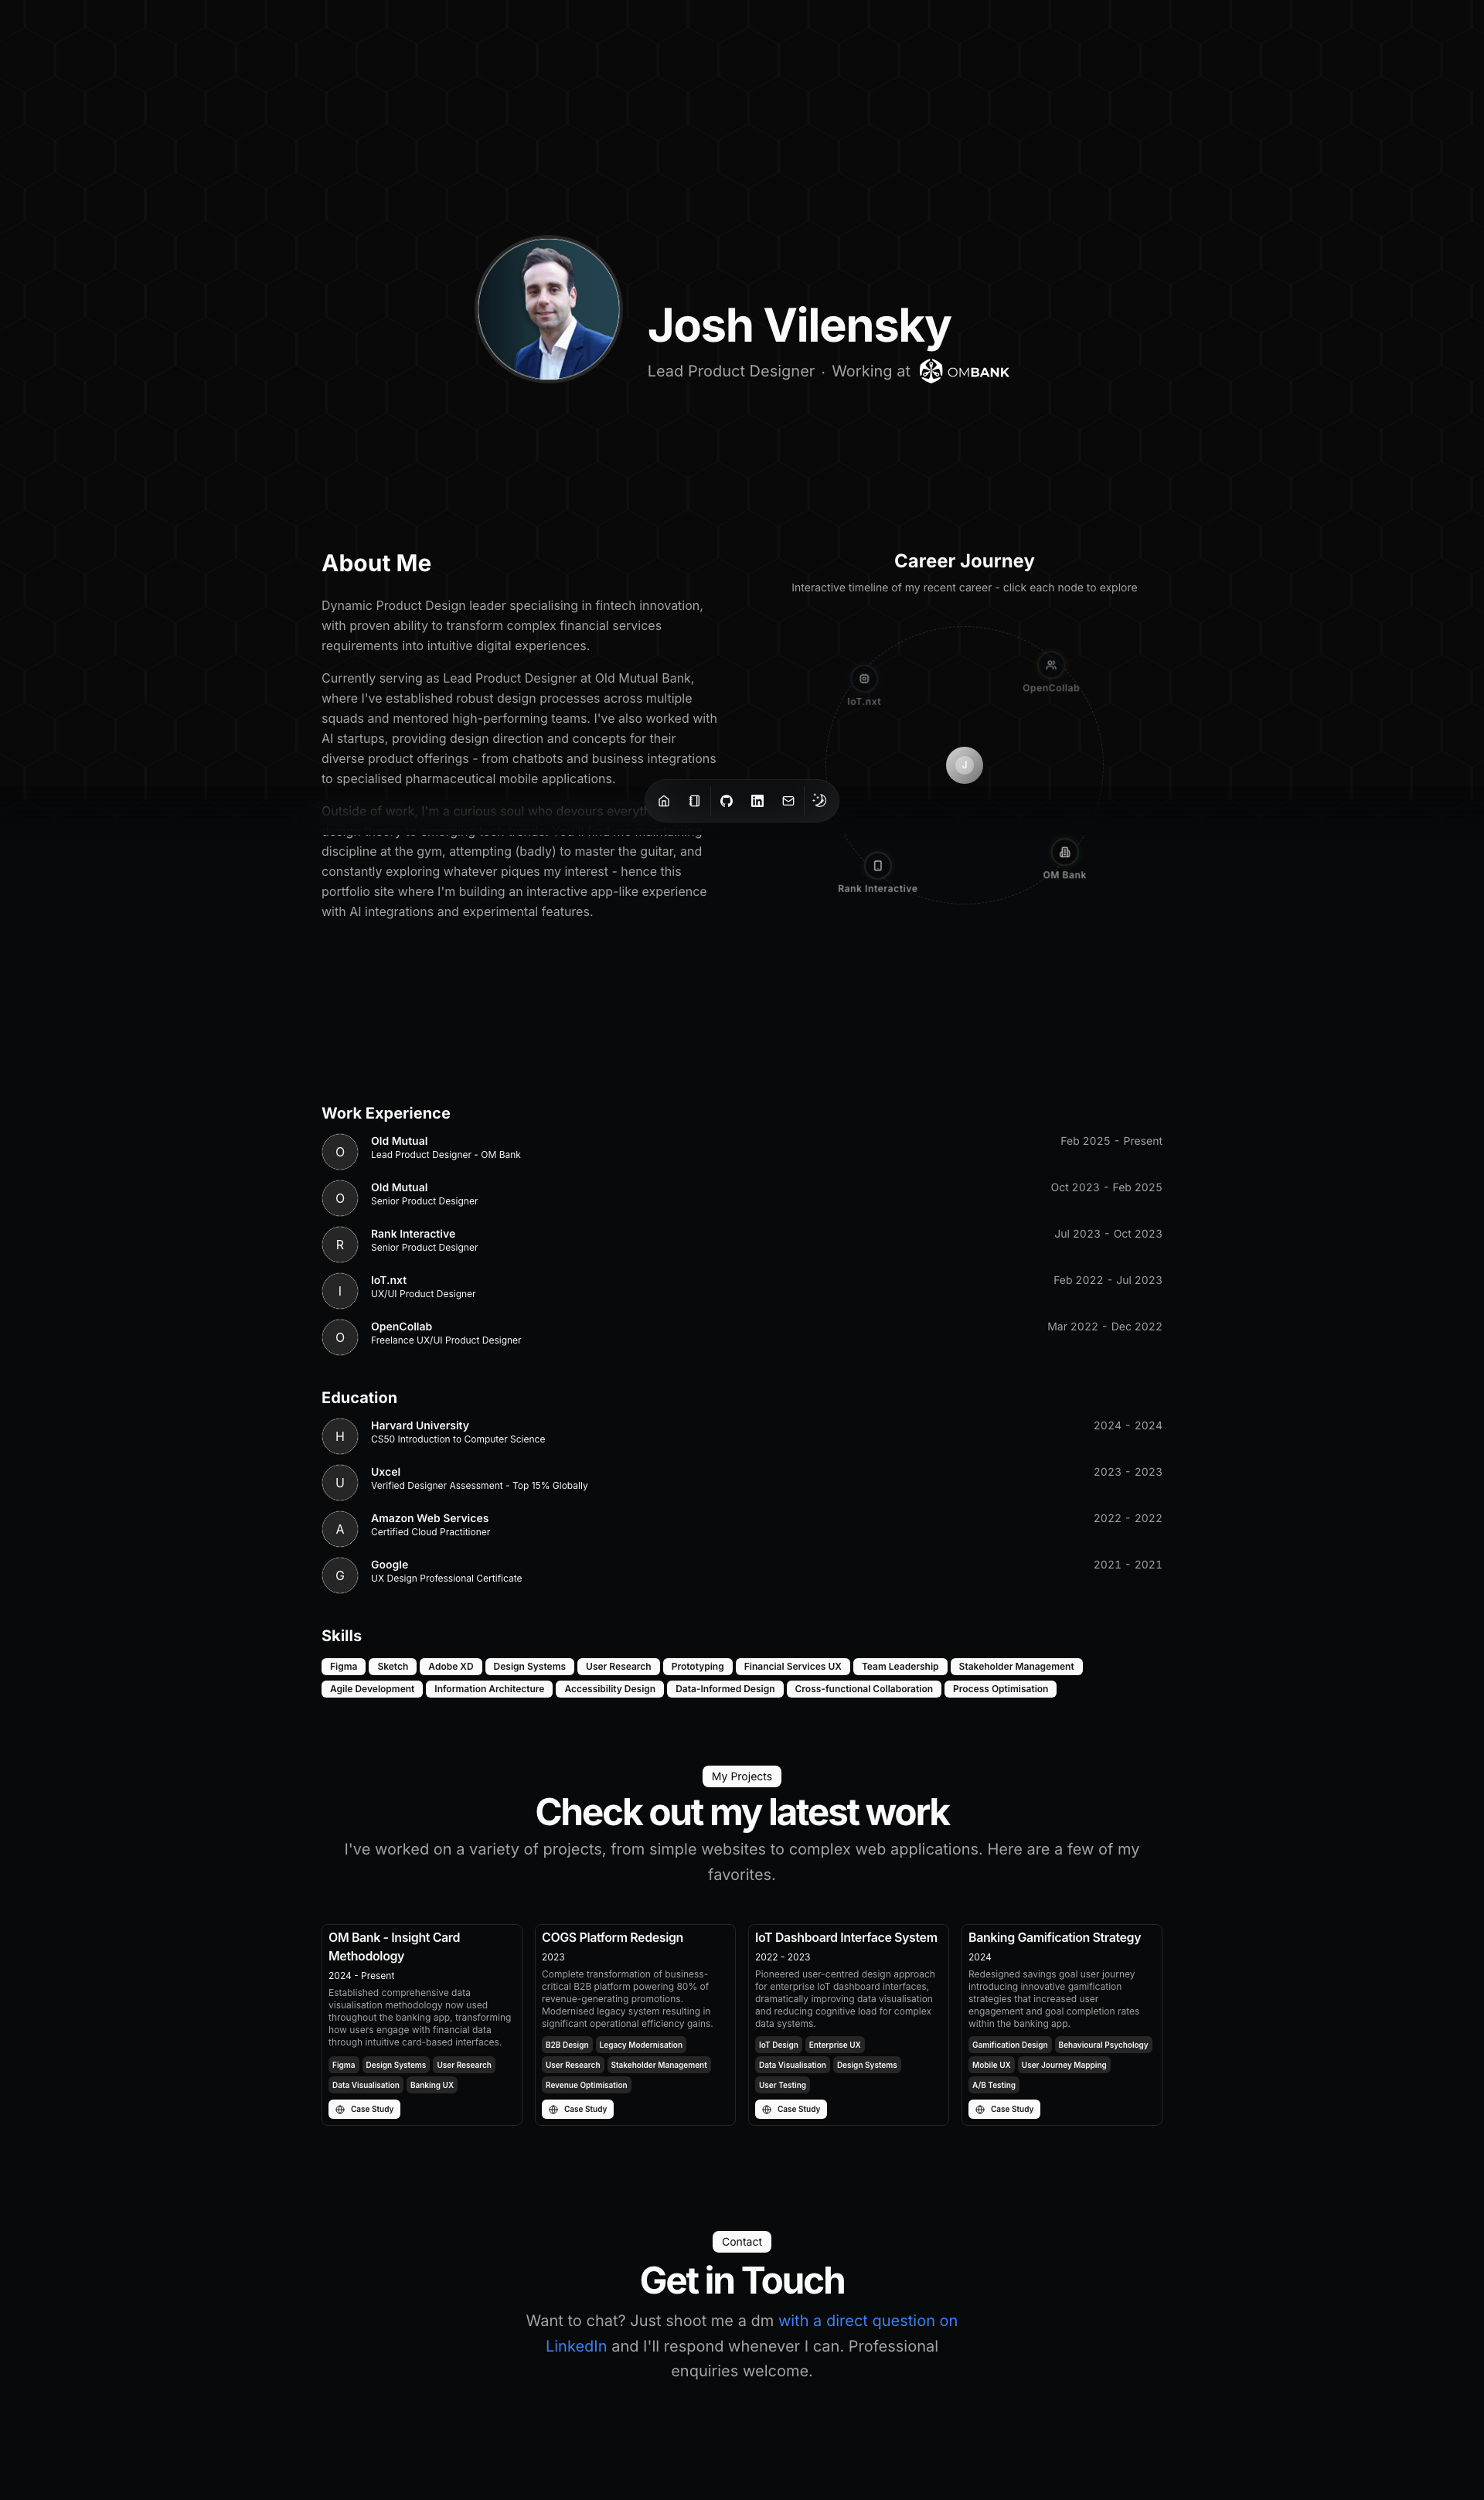 Josh Vilensky
Lead Product Designer · Working at OMBANK
About Me
Dynamic Product Design leader specialising in fintech innovation,
with proven ability to transform complex financial services
requirements into intuitive digital experiences.
Currently serving as Lead Product Designer at Old Mutual Bank,
where I've established robust design processes across multiple
squads and mentored high-performing teams. I've also worked with
AI startups, providing design direction and concepts for their
diverse product offerings - from chatbots and business integrations
to specialised pharmaceutical mobile applications.
Outside of work, I'm a curious soul who devours
discipline at the gym, attempting (badly) to master the guitar, and
constantly exploring whatever piques my interest - hence this
portfolio site where I'm building an interactive app-like experience
with AI integrations and experimental features.
Career Journey
Interactive timeline of my recent career - click each node to explore
OpenCollab
IoT.nxt
J
OM Bank
Rank Interactive
Work Experience
O
Old Mutual
Feb 2025 - Present
Lead Product Designer - OM Bank
O
Old Mutual
Oct 2023 - Feb 2025
Senior Product Designer
R
Rank Interactive
Jul 2023 - Oct 2023
Senior Product Designer
I
IoT.nxt
Feb 2022 - Jul 2023
UX/UI Product Designer
O
OpenCollab
Mar 2022 - Dec 2022
Freelance UX/UI Product Designer
Education
H
Harvard University
2024 - 2024
CS50 Introduction to Computer Science
U
Uxcel
2023 - 2023
Verified Designer Assessment - Top 15% Globally
A
Amazon Web Services
2022 - 2022
Certified Cloud Practitioner
G
Google
2021 - 2021
UX Design Professional Certificate
Skills
Figma Sketch Adobe XD Design Systems User Research Prototyping Financial Services UX Team Leadership Stakeholder Management
Agile Development Information Architecture Accessibility Design Data-Informed Design Cross-functional Collaboration Process Optimisation
My Projects
Check out my latest work
I've worked on a variety of projects, from simple websites to complex web applications. Here are a few of my
favorites.
OM Bank - Insight Card
Methodology
2024 - Present
Established comprehensive data
visualisation methodology now used
throughout the banking app, transforming
how users engage with financial data
through intuitive card-based interfaces.
Figma Design Systems User Research
Data Visualisation Banking UX
Case Study
COGS Platform Redesign
2023
Complete transformation of business-
critical B2B platform powering 80% of
revenue-generating promotions.
Modernised legacy system resulting in
significant operational efficiency gains.
B2B Design Legacy Modernisation
User Research Stakeholder Management
Revenue Optimisation
Case Study
IoT Dashboard Interface System
2022 - 2023
Pioneered user-centred design approach
for enterprise IoT dashboard interfaces,
dramatically improving data visualisation
and reducing cognitive load for complex
data systems.
IoT Design Enterprise UX
Data Visualisation Design Systems
User Testing
Case Study
Banking Gamification Strategy
2024
Redesigned savings goal user journey
introducing innovative gamification
strategies that increased user
engagement and goal completion rates
within the banking app.
Gamification Design Behavioural Psychology
Mobile UX User Journey Mapping
A/B Testing
Case Study
Contact
Get in Touch
Want to chat? Just shoot me a dm with a direct question on
LinkedIn and I'll respond whenever I can. Professional
enquiries welcome.